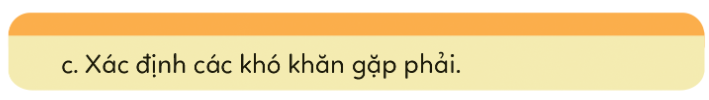 c. Xác định các khó khăn gặp phải.